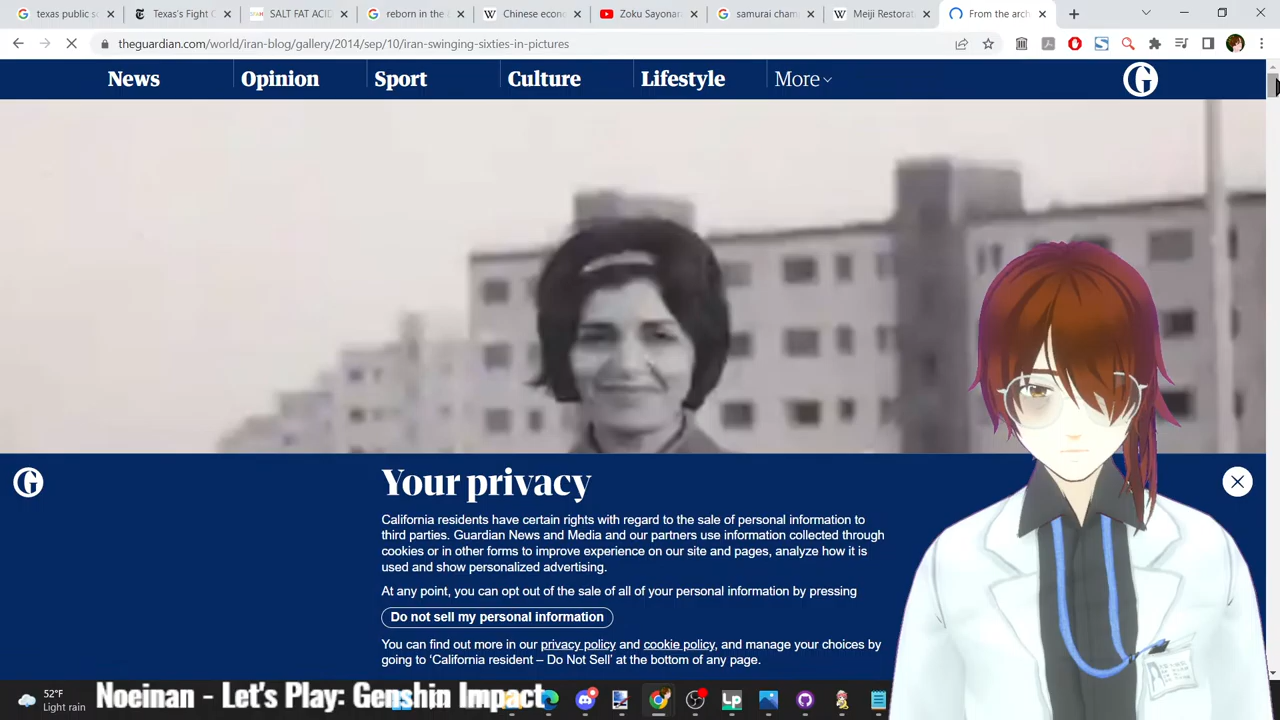 texas public s
Texas's Fight O
SALT FAT ACID
reborn in the c
Chinese econo
Zoku Sayonara
samurai cham
Meiji Restorat
From the arch
theguardian.com/world/iran-blog/gallery/2014/sep/10/iran-swinging-sixties-in-pictures
News Opinion Sport Culture Lifestyle More
Your privacy
California residents have certain rights with regard to the sale of personal information to
third parties. Guardian News and Media and our partners use information collected through
cookies or in other forms to improve experience on our site and pages, analyze how it is
used and show personalized advertising.
At any point, you can opt out of the sale of all of your personal information by pressing
Do not sell my personal information
You can find out more in our privacy policy and cookie policy, and manage your choices by
going to ‘California resident – Do Not Sell’ at the bottom of any page.
52°F
Light rain
Noeinan - Let's Play: Genshin Impact